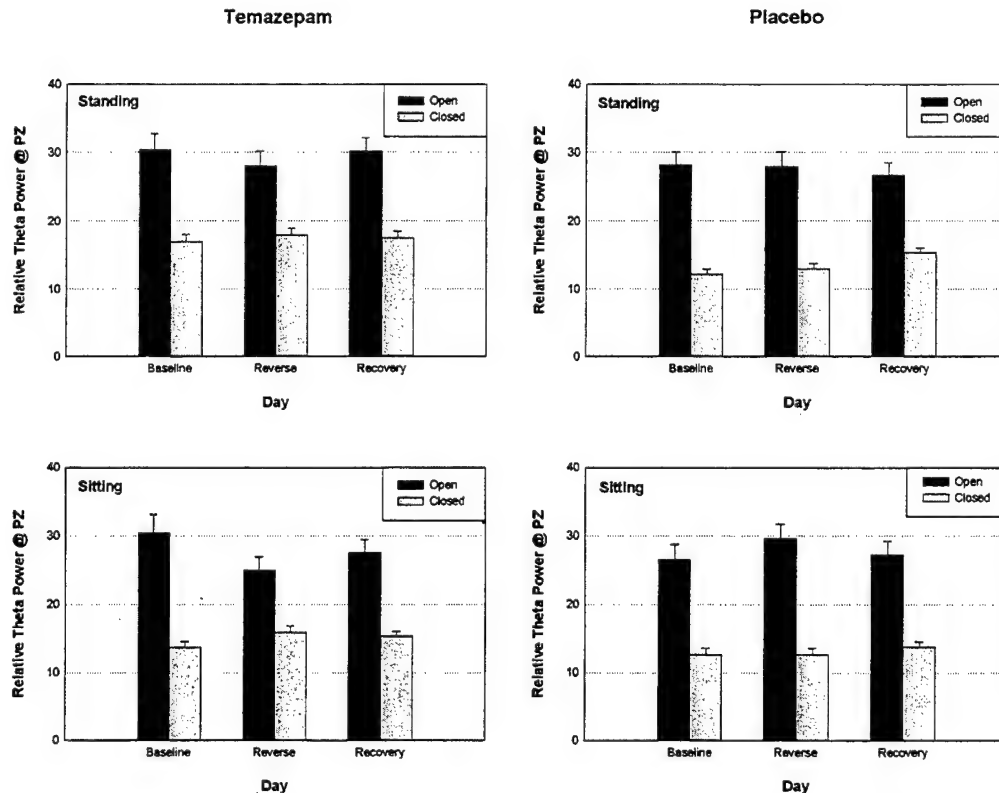 Temazepam
Placebo
40
30
20
10
0
Relative Theta Power @ PZ
Standing
Open
Closed
Baseline
Reverse
Recovery
Day
40
30
20
10
0
Relative Theta Power @ PZ
Standing
Open
Closed
Baseline
Reverse
Recovery
Day
40
30
20
10
0
Relative Theta Power @ PZ
Sitting
Open
Closed
Baseline
Reverse
Recovery
Day
40
30
20
10
0
Relative Theta Power @ PZ
Sitting
Open
Closed
Baseline
Reverse
Recovery
Day